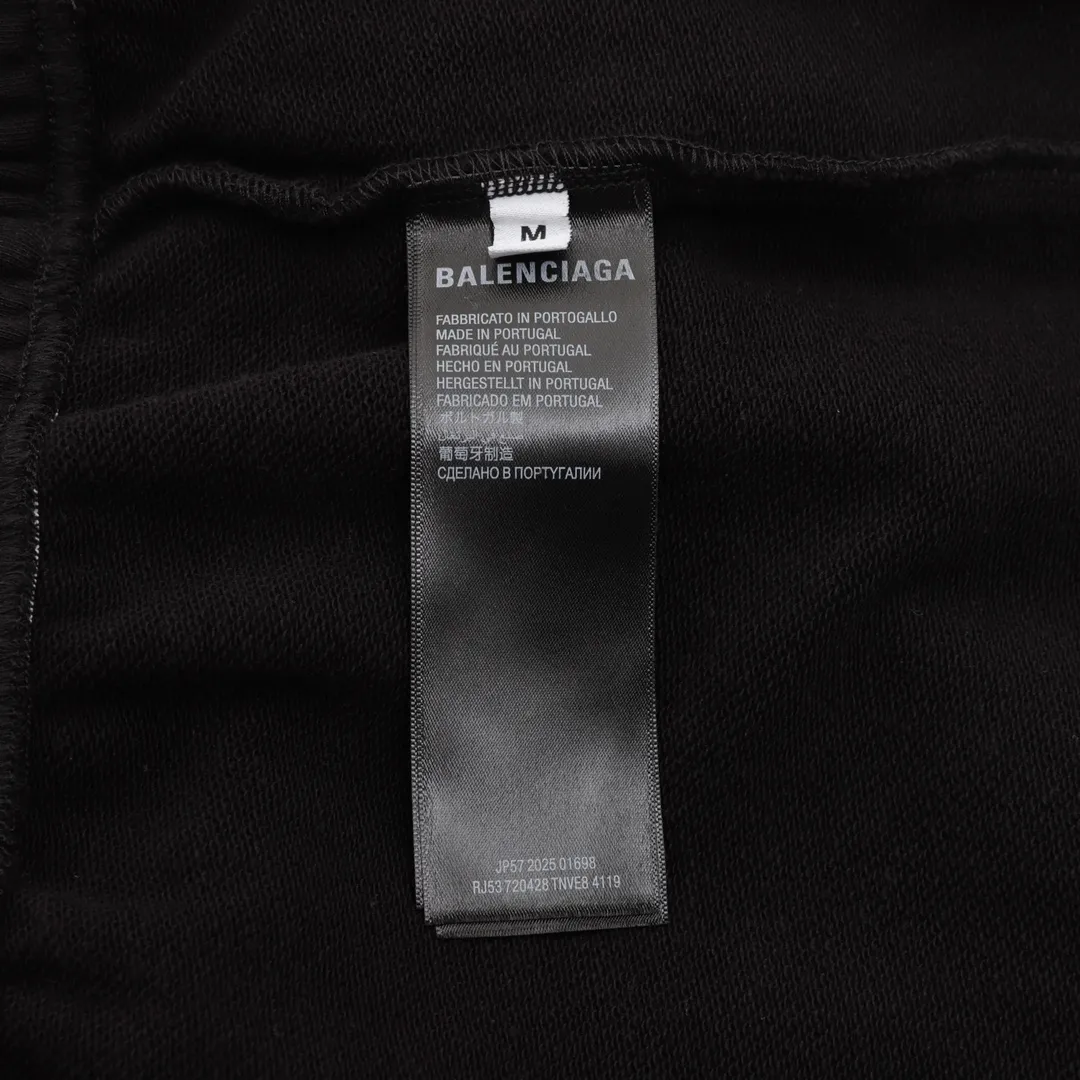 M
BALENCIAGA
FABBRICATO IN PORTOGALLO
MADE IN PORTUGAL
FABRIQUÉ AU PORTUGAL
HECHO EN PORTUGAL
HERGESTELLT IN PORTUGAL
FABRICADO EM PORTUGAL
ポルトガル製
葡萄牙制造
СДЕЛАНО В ПОРТУГАЛИИ
JP57 2025 01698
RJ53 720428 TNVE8 4119